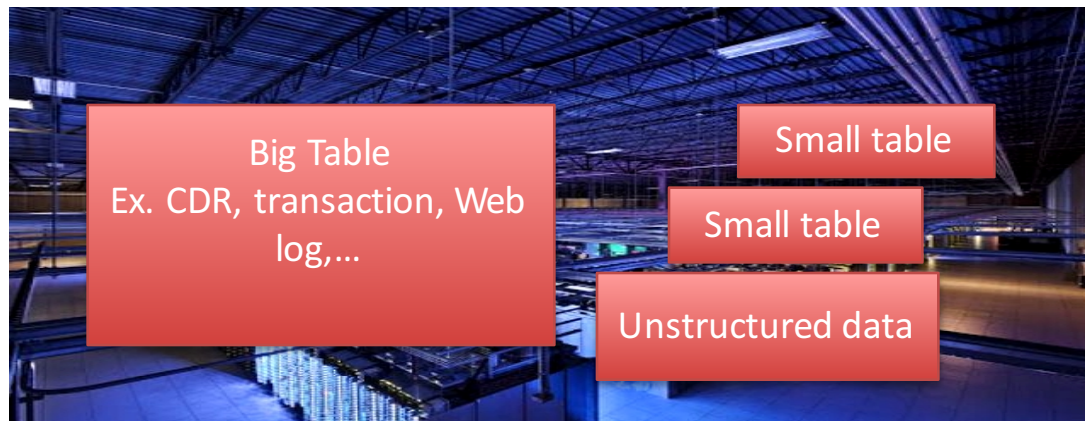 Big Table
Ex. CDR, transaction, Web
log,…
Small table
Small table
Unstructured data